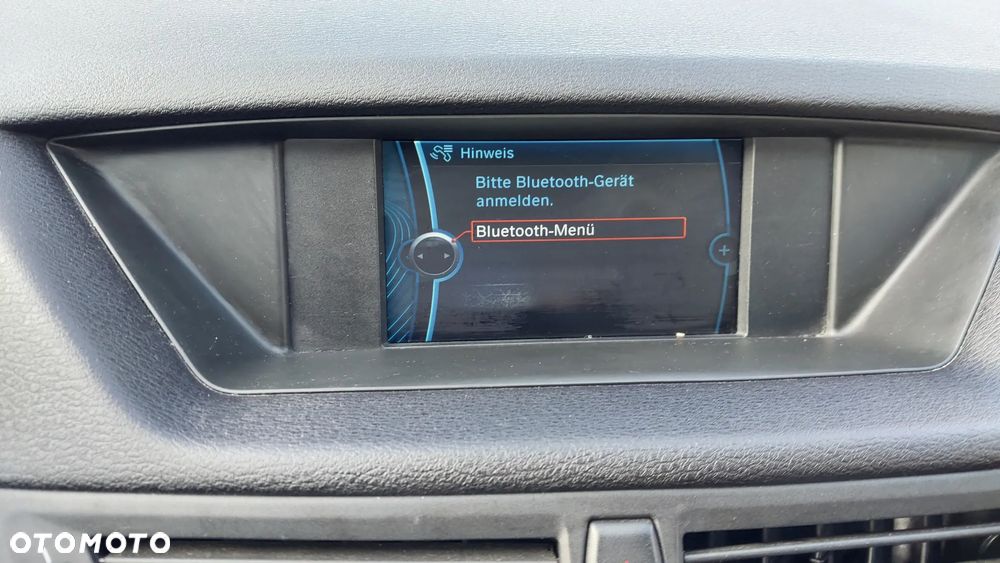 Hinweis
Bitte Bluetooth-Gerät
anmelden.
Bluetooth-Menü
OTOMOTO